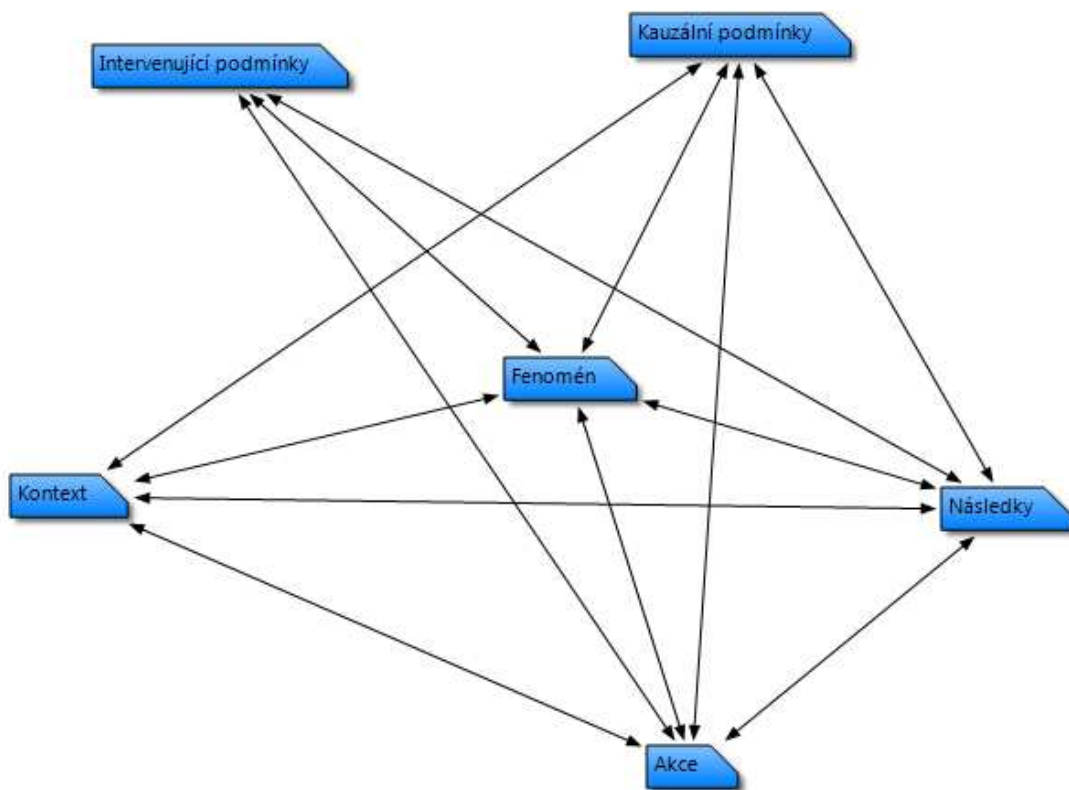 Kauzální podmínky
Intervenující podmínky
Fenomén
Kontext
Následky
Akce